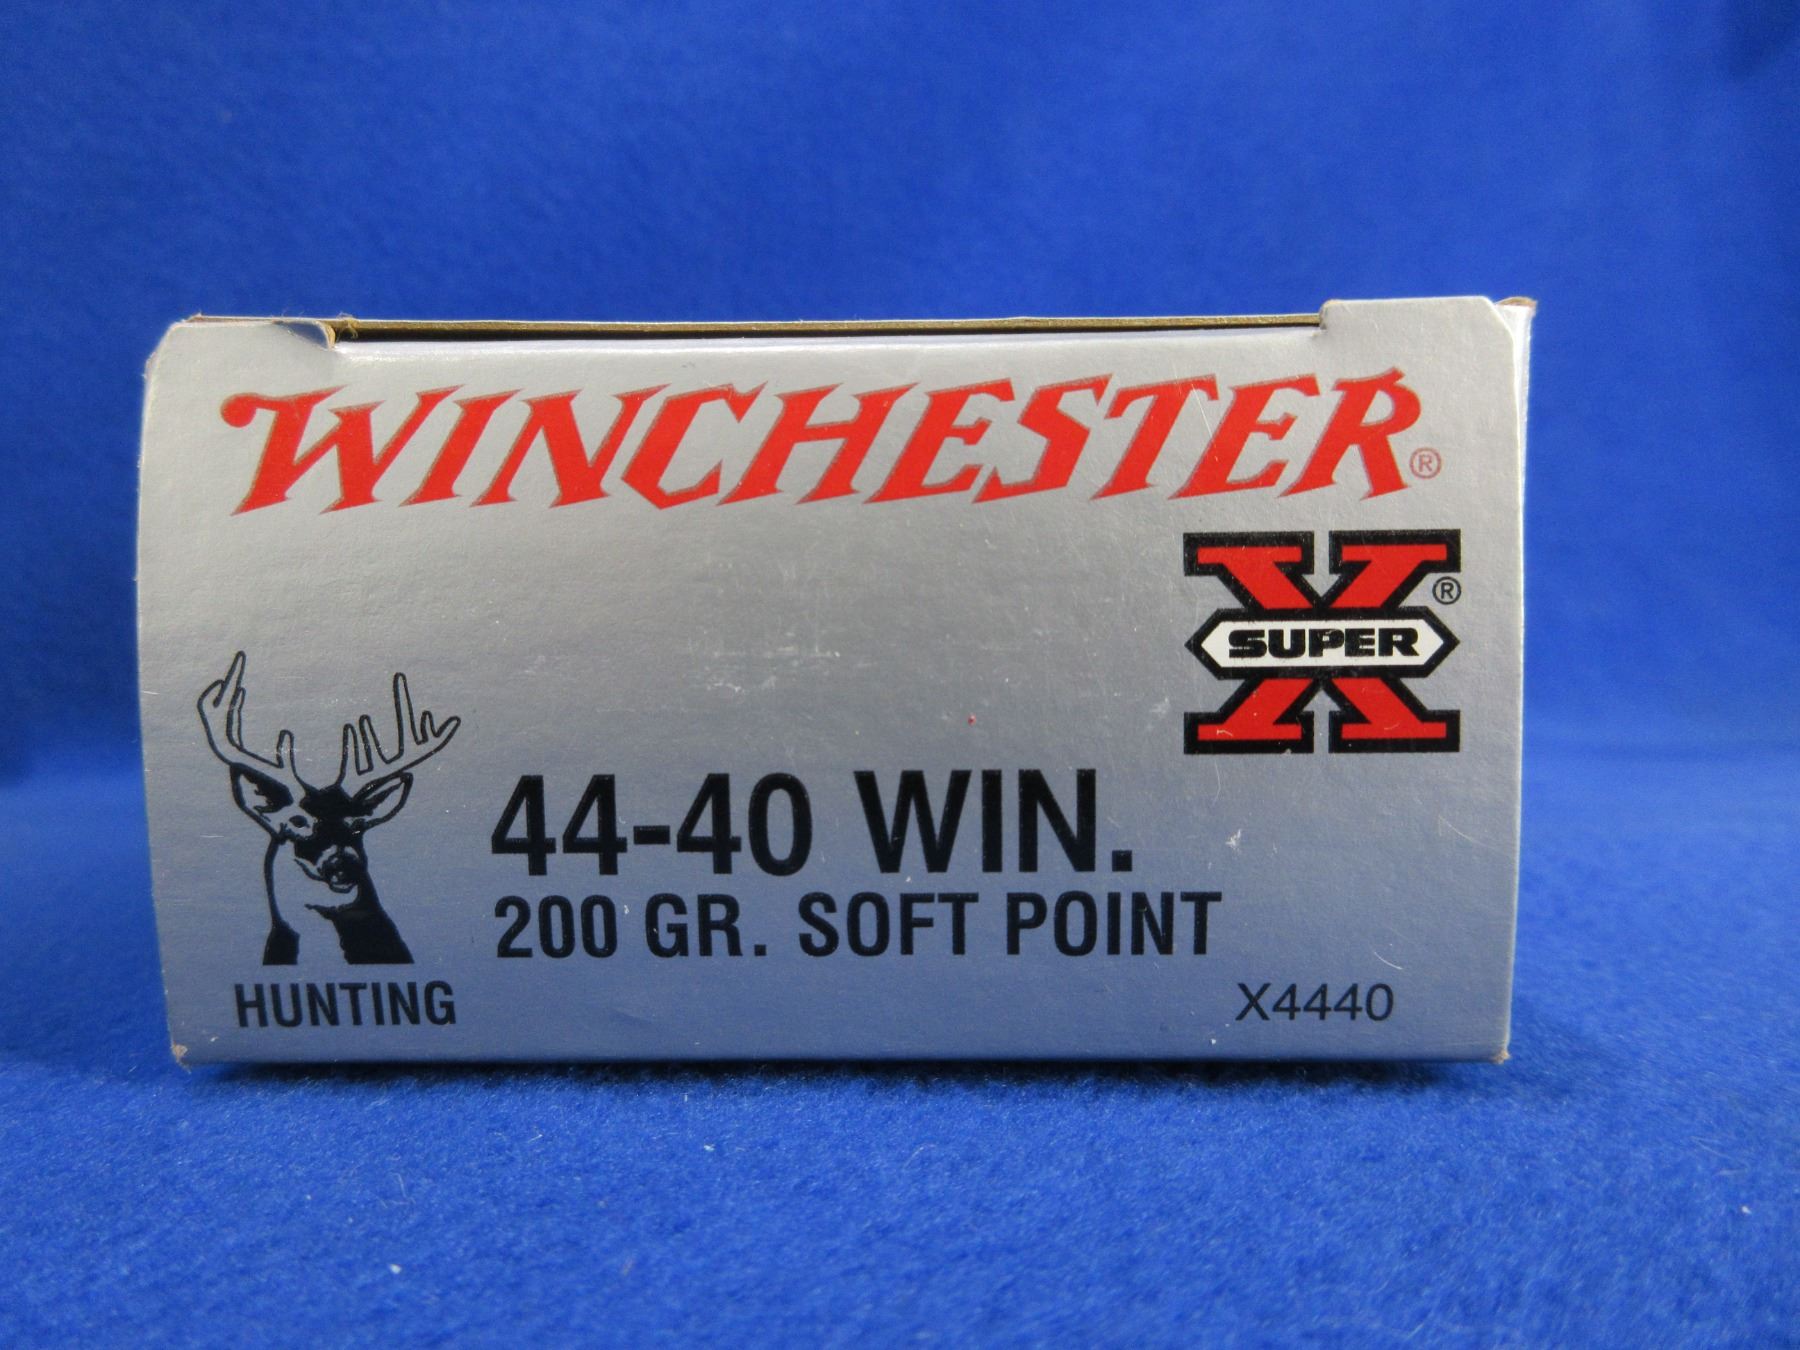 WINCHESTER®
SUPER X®
44-40 WIN.
200 GR. SOFT POINT
HUNTING
X4440